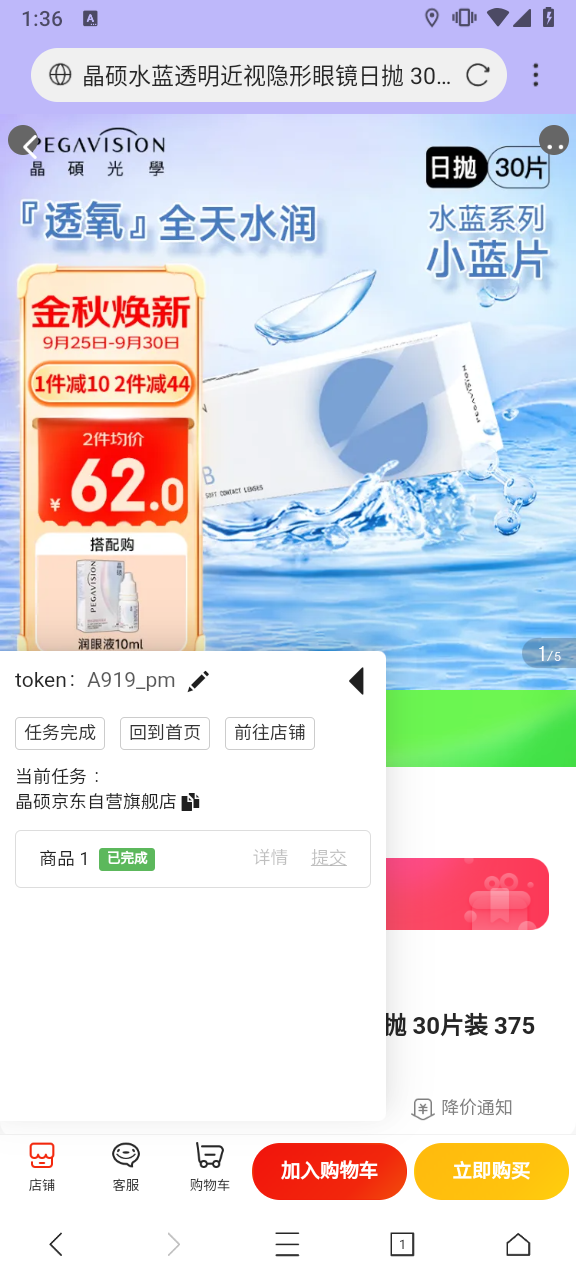 1:36
晶硕水蓝透明近视隐形眼镜日抛 30...
PEGAVISION
晶碩光學
日抛 30片
『透氧』全天水润
水蓝系列
小蓝片
金秋焕新
9月25日-9月30日
1件减10 2件减44
2件均价
¥62.0
搭配购
PEGAVISION 晶硕
润眼液10ml
PEGAVISION
SOFT CONTACT LENSES
1/5
token： A919_pm
任务完成 回到首页 前往店铺
当前任务：
晶硕京东自营旗舰店
商品 1 已完成 详情 提交
抛 30片装 375
降价通知
店铺 客服 购物车 加入购物车 立即购买
1